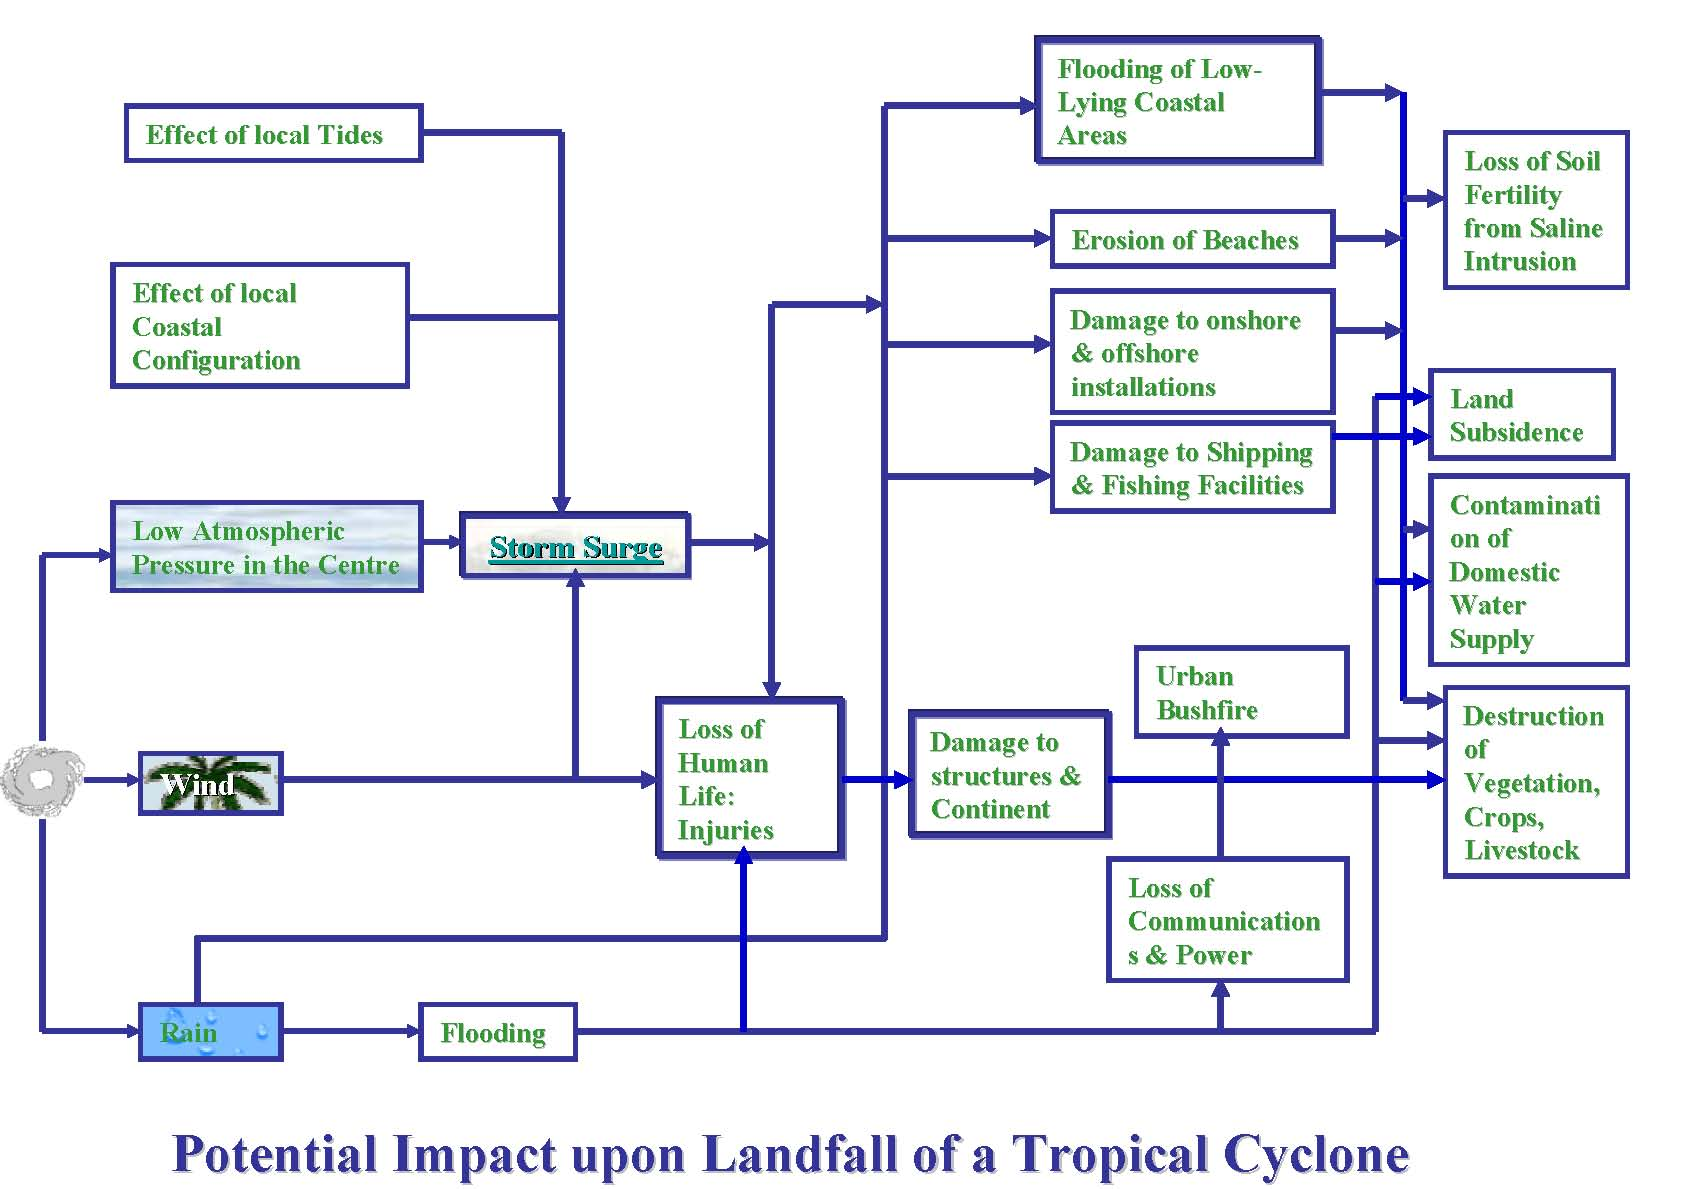 Flooding of Low-
Lying Coastal
Areas
Effect of local Tides
Loss of Soil
Fertility
from Saline
Intrusion
Erosion of Beaches
Effect of local
Coastal
Configuration
Damage to onshore
& offshore
installations
Land
Subsidence
Damage to Shipping
& Fishing Facilities
Contaminati
on of
Domestic
Water
Supply
Low Atmospheric
Pressure in the Centre
Storm Surge
Urban
Bushfire
Loss of
Human
Life:
Injuries
Damage to
structures &
Continent
Destruction
of
Vegetation,
Crops,
Livestock
Wind
Loss of
Communication
s & Power
Rain
Flooding
Potential Impact upon Landfall of a Tropical Cyclone